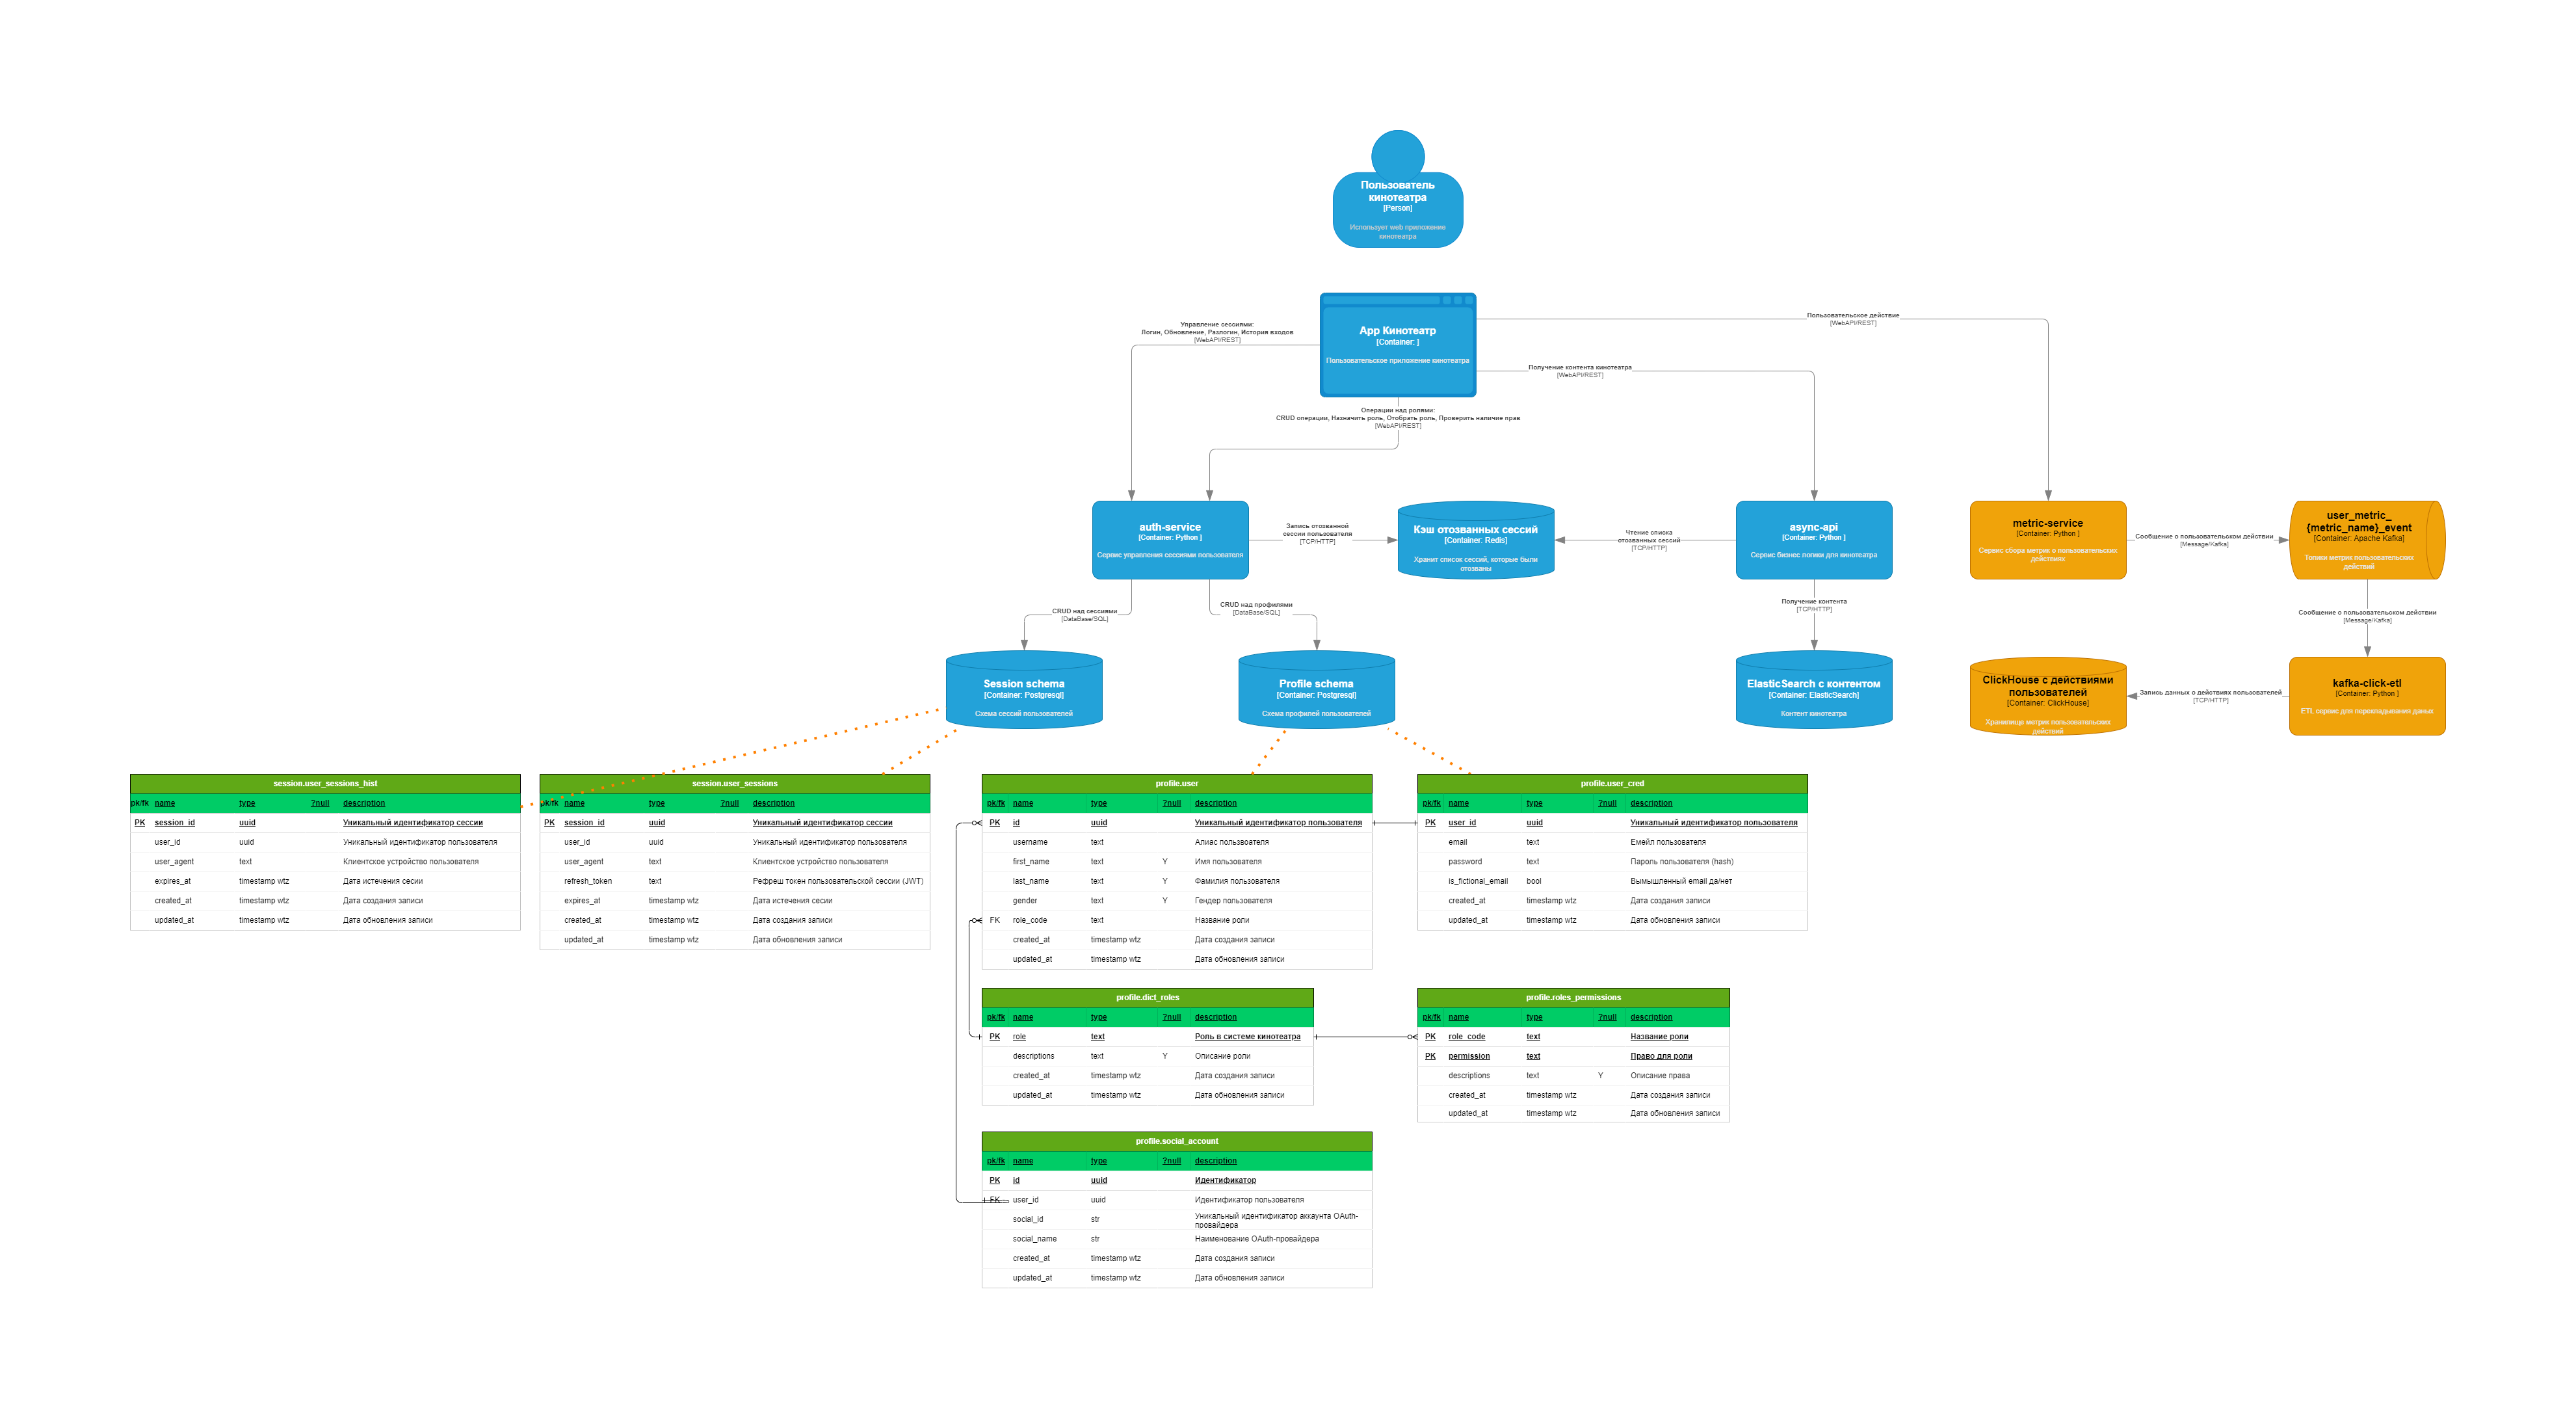 Пользователь
кинотеатра
[Person]
Использует web приложение
кинотеатра
App Кинотеатр
[Container: ]
Пользовательское приложение кинотеатра
Управление сессиями:
Логин, Обновление, Разлогин, История входов
[WebAPI/REST]
Пользовательское действие
[WebAPI/REST]
Получение контента кинотеатра
[WebAPI/REST]
Операции над ролями:
CRUD операции, Назначить роль, Отобрать роль, Проверить наличие прав
[WebAPI/REST]
auth-service
[Container: Python ]
Сервис управления сессиями пользователя
Запись отозванной
сессии пользователя
[TCP/HTTP]
Кэш отозванных сессий
[Container: Redis]
Хранит список сессий, которые были
отозваны
Чтение списка
отозванных сессий
[TCP/HTTP]
async-api
[Container: Python ]
Сервис бизнес логики для кинотеатра
metric-service
[Container: Python ]
Сервис сбора метрик о пользовательских
действиях
Сообщение о пользовательском действии
[Message/Kafka]
user_metric_
{metric_name}_event
[Container: Apache Kafka]
Топики метрик пользовательских
действий
CRUD над сессиями
[DataBase/SQL]
CRUD над профилями
[DataBase/SQL]
Получение контента
[TCP/HTTP]
Сообщение о пользовательском действии
[Message/Kafka]
Session schema
[Container: Postgresql]
Схема сессий пользователей
Profile schema
[Container: Postgresql]
Схема профилей пользователей
ElasticSearch с контентом
[Container: ElasticSearch]
Контент кинотеатра
ClickHouse с действиями
пользователей
[Container: ClickHouse]
Хранилище метрик пользовательских
действий
Запись данных о действиях пользователей
[TCP/HTTP]
kafka-click-etl
[Container: Python ]
ETL сервис для перекладывания даных
session.user_sessions_hist
pk/fk name type ?null description
PK session_id uuid Уникальный идентификатор сессии
user_id uuid Уникальный идентификатор пользователя
user_agent text Клиентское устройство пользователя
expires_at timestamp wtz Дата истечения сесии
created_at timestamp wtz Дата создания записи
updated_at timestamp wtz Дата обновления записи
session.user_sessions
pk/fk name type ?null description
PK session_id uuid Уникальный идентификатор сессии
user_id uuid Уникальный идентификатор пользователя
user_agent text Клиентское устройство пользователя
refresh_token text Рефреш токен пользовательской сессии (JWT)
expires_at timestamp wtz Дата истечения сесии
created_at timestamp wtz Дата создания записи
updated_at timestamp wtz Дата обновления записи
profile.user
pk/fk name type ?null description
PK id uuid Уникальный идентификатор пользователя
username text Алиас пользвоателя
first_name text Y Имя пользователя
last_name text Y Фамилия пользователя
gender text Y Гендер пользователя
FK role_code text Название роли
created_at timestamp wtz Дата создания записи
updated_at timestamp wtz Дата обновления записи
profile.user_cred
pk/fk name type ?null description
PK user_id uuid Уникальный идентификатор пользователя
email text Емейл пользователя
password text Пароль пользователя (hash)
is_fictional_email bool Вымышленный email да/нет
created_at timestamp wtz Дата создания записи
updated_at timestamp wtz Дата обновления записи
profile.dict_roles
pk/fk name type ?null description
PK role text Роль в системе кинотеатра
descriptions text Y Описание роли
created_at timestamp wtz Дата создания записи
updated_at timestamp wtz Дата обновления записи
profile.roles_permissions
pk/fk name type ?null description
PK role_code text Название роли
PK permission text Право для роли
descriptions text Y Описание права
created_at timestamp wtz Дата создания записи
updated_at timestamp wtz Дата обновления записи
profile.social_account
pk/fk name type ?null description
PK id uuid Идентификатор
FK user_id uuid Идентификатор пользователя
social_id str Уникальный идентификатор аккаунта OAuth-
провайдера
social_name str Наименование OAuth-провайдера
created_at timestamp wtz Дата создания записи
updated_at timestamp wtz Дата обновления записи